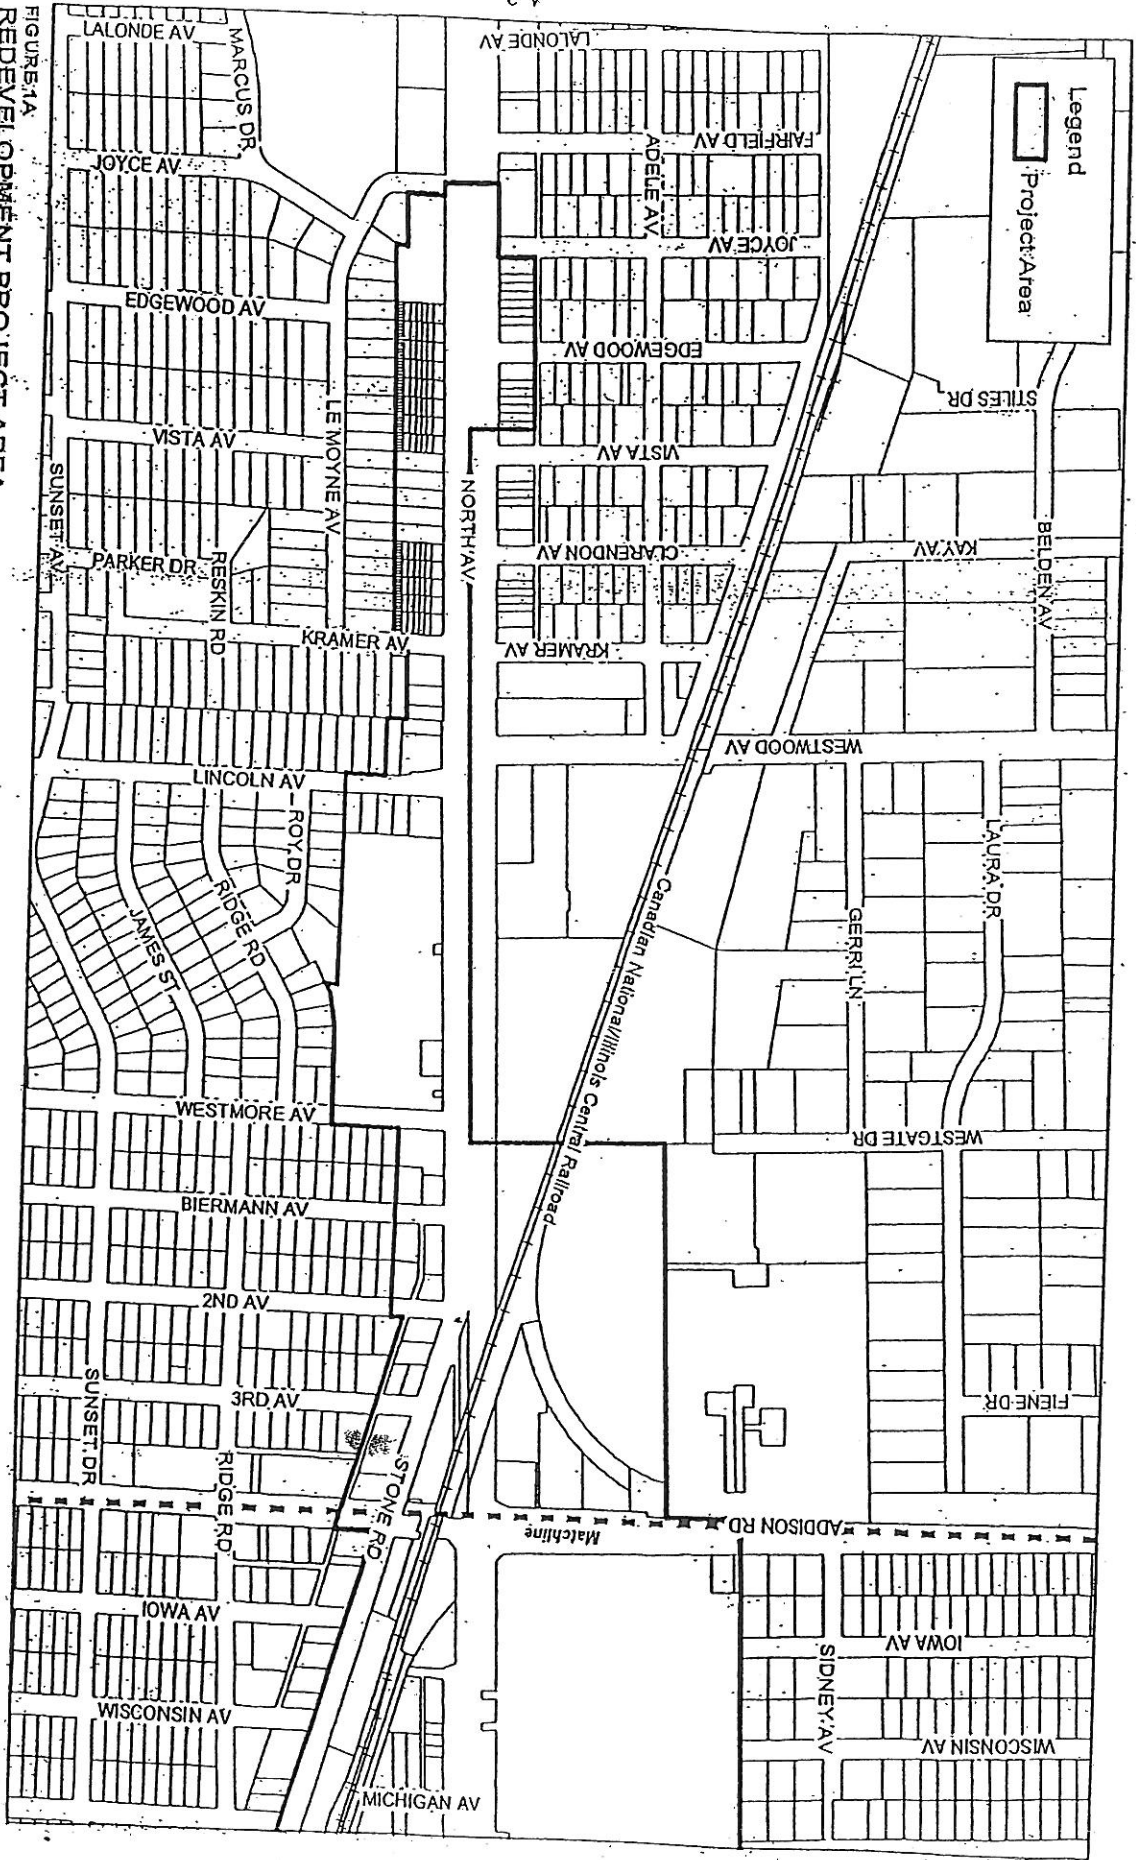 Legend
Project Area
LALONDE AV
MARCUS DR
JOYCE AV
EDGEWOOD AV
LE MOYNE AV
VISTA AV
SUNSET AV
PARKER DR
RESKIN RD
KRAMER AV
LINCOLN AV
ROY DR
RIDGE RD
JAMES ST
WESTMORE AV
BIERMANN AV
2ND AV
3RD AV
SUNSET DR
RIDGE RD
STONE RD
IOWA AV
WISCONSIN AV
MICHIGAN AV
LALONDE AV
FAIRFIELD AV
ADELE AV
JOYCE AV
EDGEWOOD AV
VISTA AV
NORTH AV
CLARENDON AV
KRAMER AV
STILES DR
BELDEN AV
KAY AV
WESTWOOD AV
LAURA DR
GERRI LN
Canadian National/Illinois Central Railroad
WESTGATE DR
FIENE DR
ADDISON RD
Matchline
IOWA AV
SIDNEY AV
WISCONSIN AV
FIGURE 1A
REDEVELOPMENT PROJECT AREA